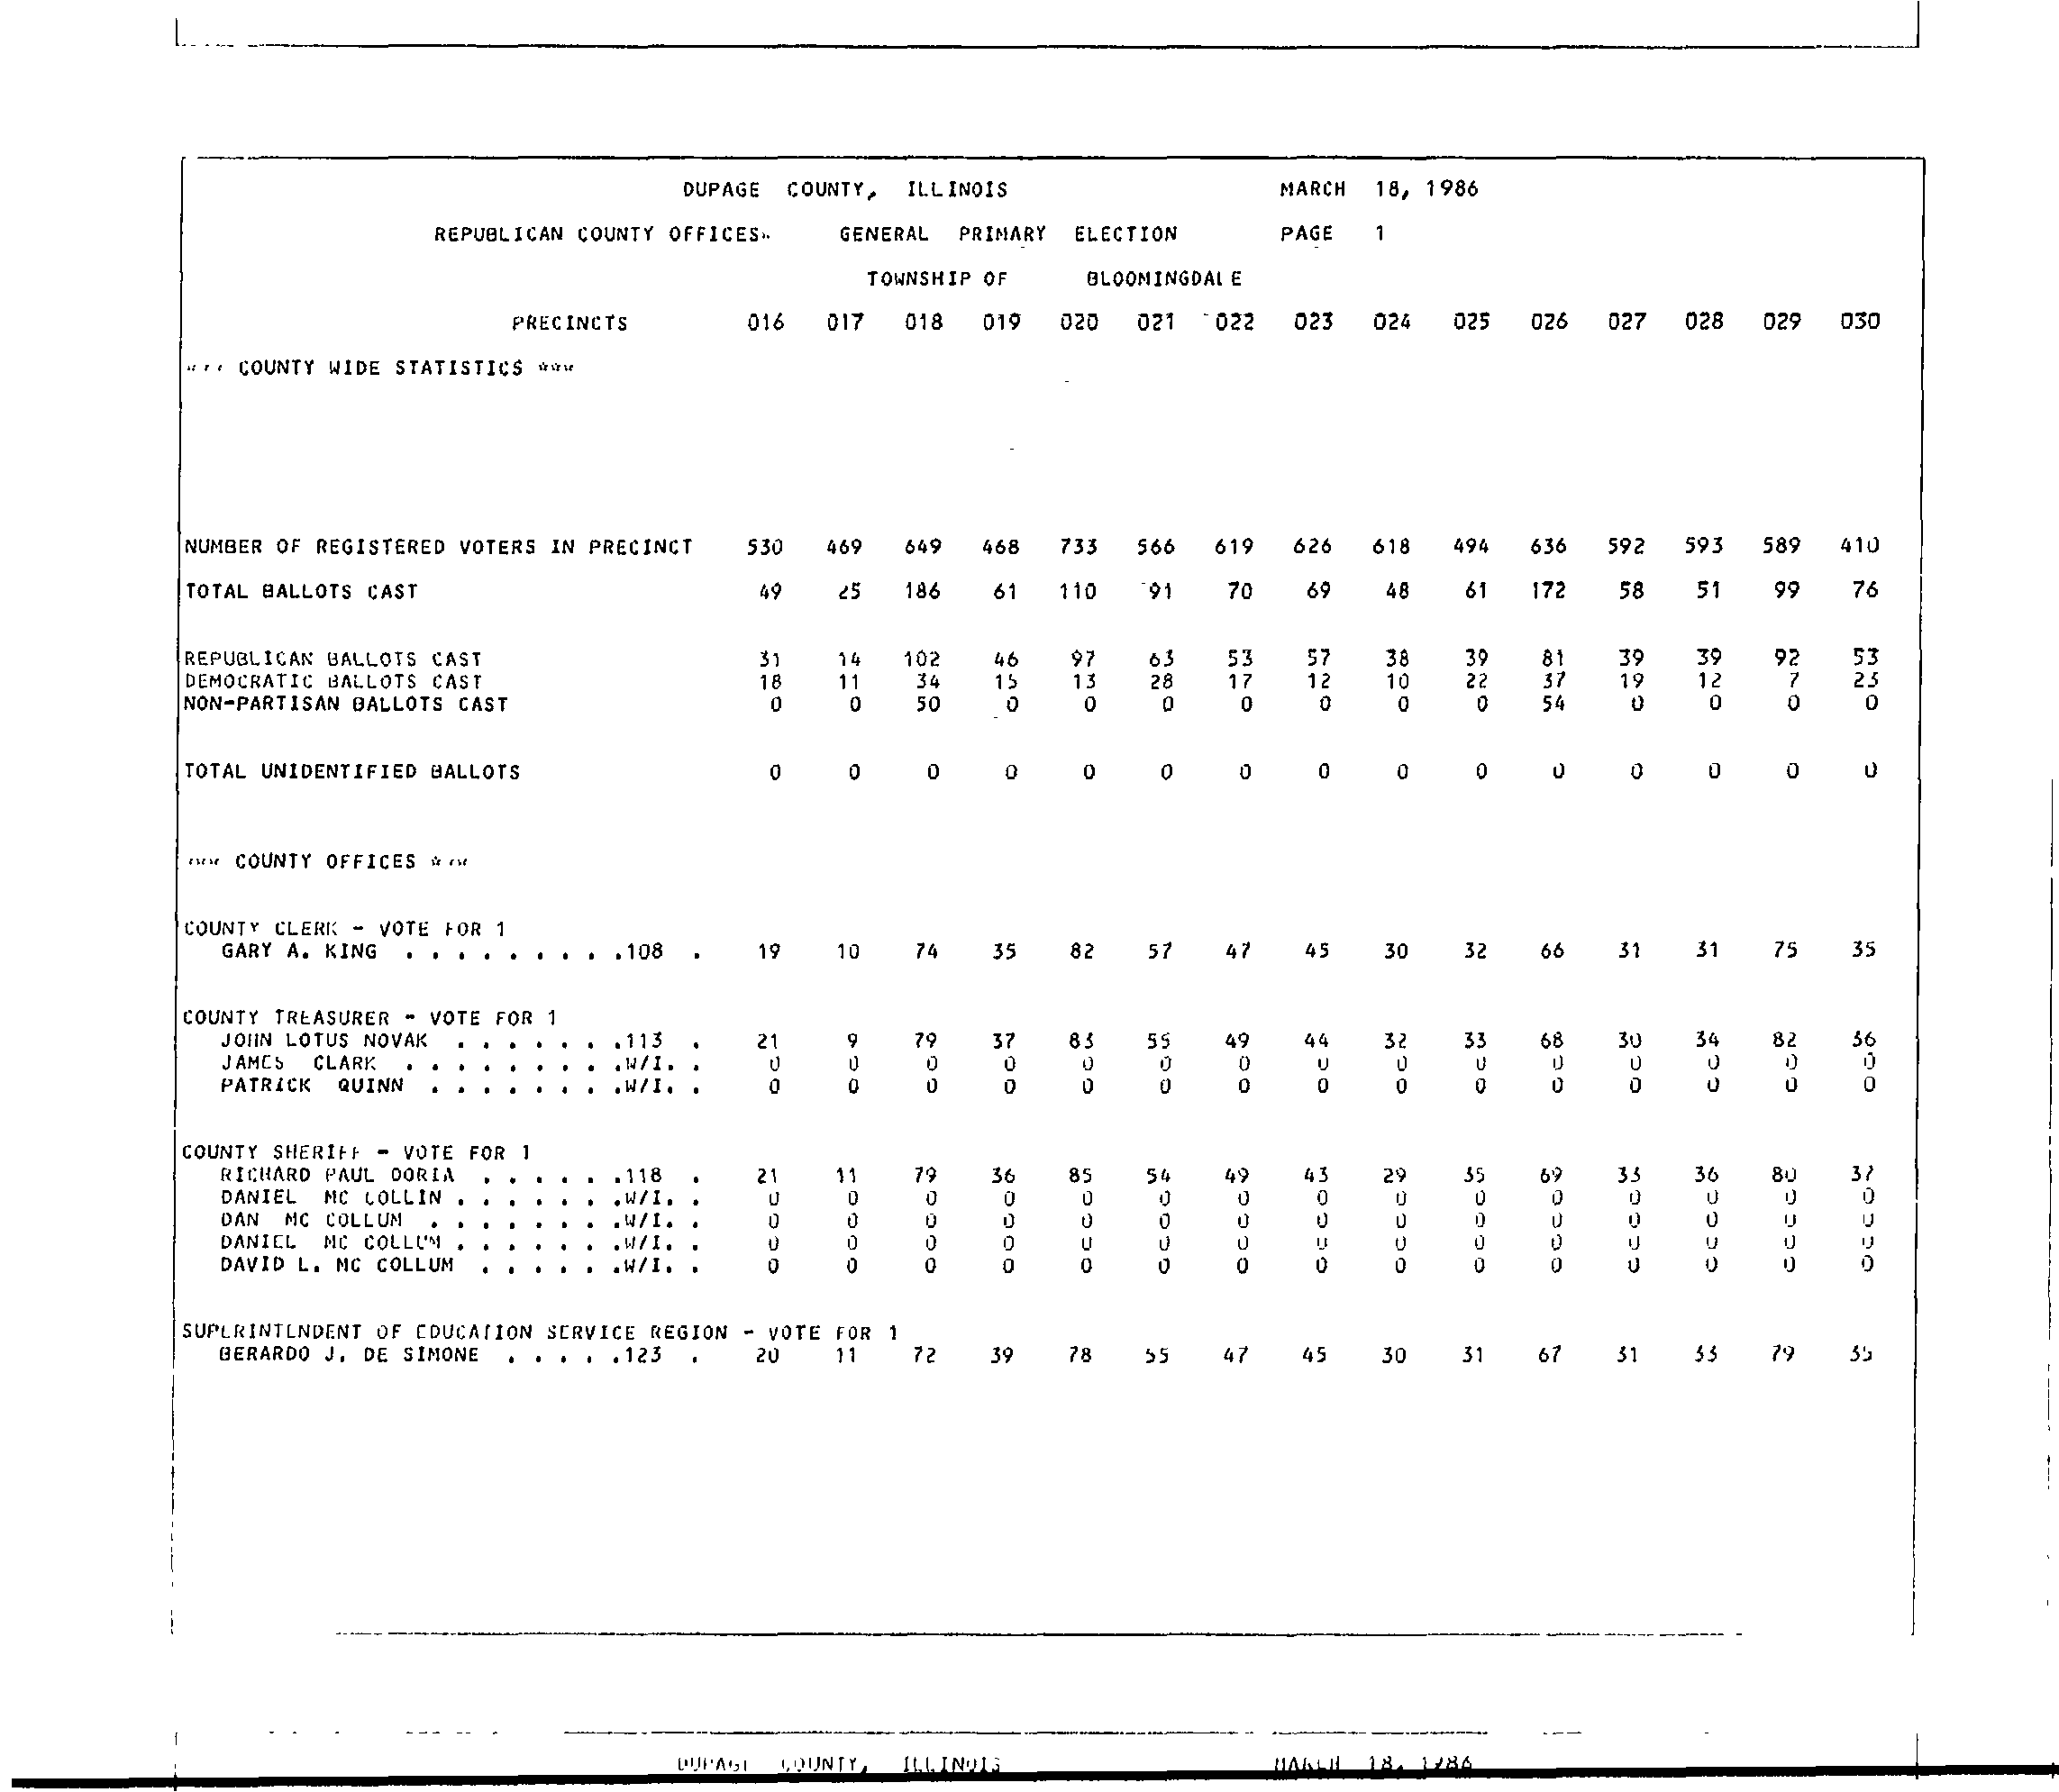 DUPAGE COUNTY, ILLINOIS MARCH 18, 1986
REPUBLICAN COUNTY OFFICES. GENERAL PRIMARY ELECTION PAGE 1
TOWNSHIP OF BLOOMINGDALE
PRECINCTS 016 017 018 019 020 021 022 023 024 025 026 027 028 029 030
*** COUNTY WIDE STATISTICS ***
NUMBER OF REGISTERED VOTERS IN PRECINCT 530 469 649 468 733 566 619 626 618 494 636 592 593 589 410
TOTAL BALLOTS CAST 49 25 186 61 110 91 70 69 48 61 172 58 51 99 76
REPUBLICAN BALLOTS CAST 31 14 102 46 97 63 53 57 38 39 81 39 39 92 53
DEMOCRATIC BALLOTS CAST 18 11 34 15 13 28 17 12 10 22 37 19 12 7 23
NON-PARTISAN BALLOTS CAST 0 0 50 0 0 0 0 0 0 0 54 0 0 0 0
TOTAL UNIDENTIFIED BALLOTS 0 0 0 0 0 0 0 0 0 0 0 0 0 0 0
*** COUNTY OFFICES ***
COUNTY CLERK - VOTE FOR 1
GARY A. KING . . . . . . . . .108 . 19 10 74 35 82 57 47 45 30 32 66 31 31 75 35
COUNTY TREASURER - VOTE FOR 1
JOHN LOTUS NOVAK . . . . . . .113 . 21 9 79 37 83 55 49 44 32 33 68 30 34 82 36
JAMES CLARK . . . . . . . . .W/I. . 0 0 0 0 0 0 0 0 0 0 0 0 0 0 0
PATRICK QUINN . . . . . . . .W/I. . 0 0 0 0 0 0 0 0 0 0 0 0 0 0 0
COUNTY SHERIFF - VOTE FOR 1
RICHARD PAUL DORIA . . . . . .118 . 21 11 79 36 85 54 49 43 29 35 69 33 36 80 37
DANIEL MC COLLIN . . . . . . .W/I. . 0 0 0 0 0 0 0 0 0 0 0 0 0 0 0
DAN MC COLLUM . . . . . . . .W/I. . 0 0 0 0 0 0 0 0 0 0 0 0 0 0 0
DANIEL MC COLLUM . . . . . . .W/I. . 0 0 0 0 0 0 0 0 0 0 0 0 0 0 0
DAVID L. MC COLLUM . . . . . .W/I. . 0 0 0 0 0 0 0 0 0 0 0 0 0 0 0
SUPERINTENDENT OF EDUCATION SERVICE REGION - VOTE FOR 1
BERARDO J. DE SIMONE . . . . .123 . 20 11 72 39 78 55 47 45 30 31 67 31 33 79 35
DUPAGE COUNTY, ILLINOIS MARCH 18, 1986